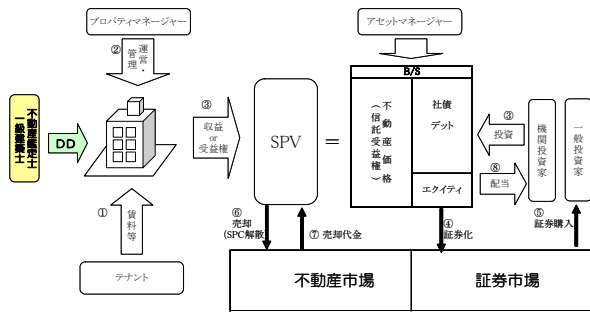 プロパティマネージャー
アセットマネージャー
②
運営・
管理
不動産鑑定士
一級建築士
DD
③
収益
or
受益権
SPV
=
B/S
不動産価格
(信託受益権)
社債
デット
エクイティ
③
投資
⑧
配当
機関投資家
一般投資家
①
賃料等
テナント
⑥
売却
(SPC解散)
⑦ 売却代金
④
証券化
⑤
証券購入
不動産市場
証券市場